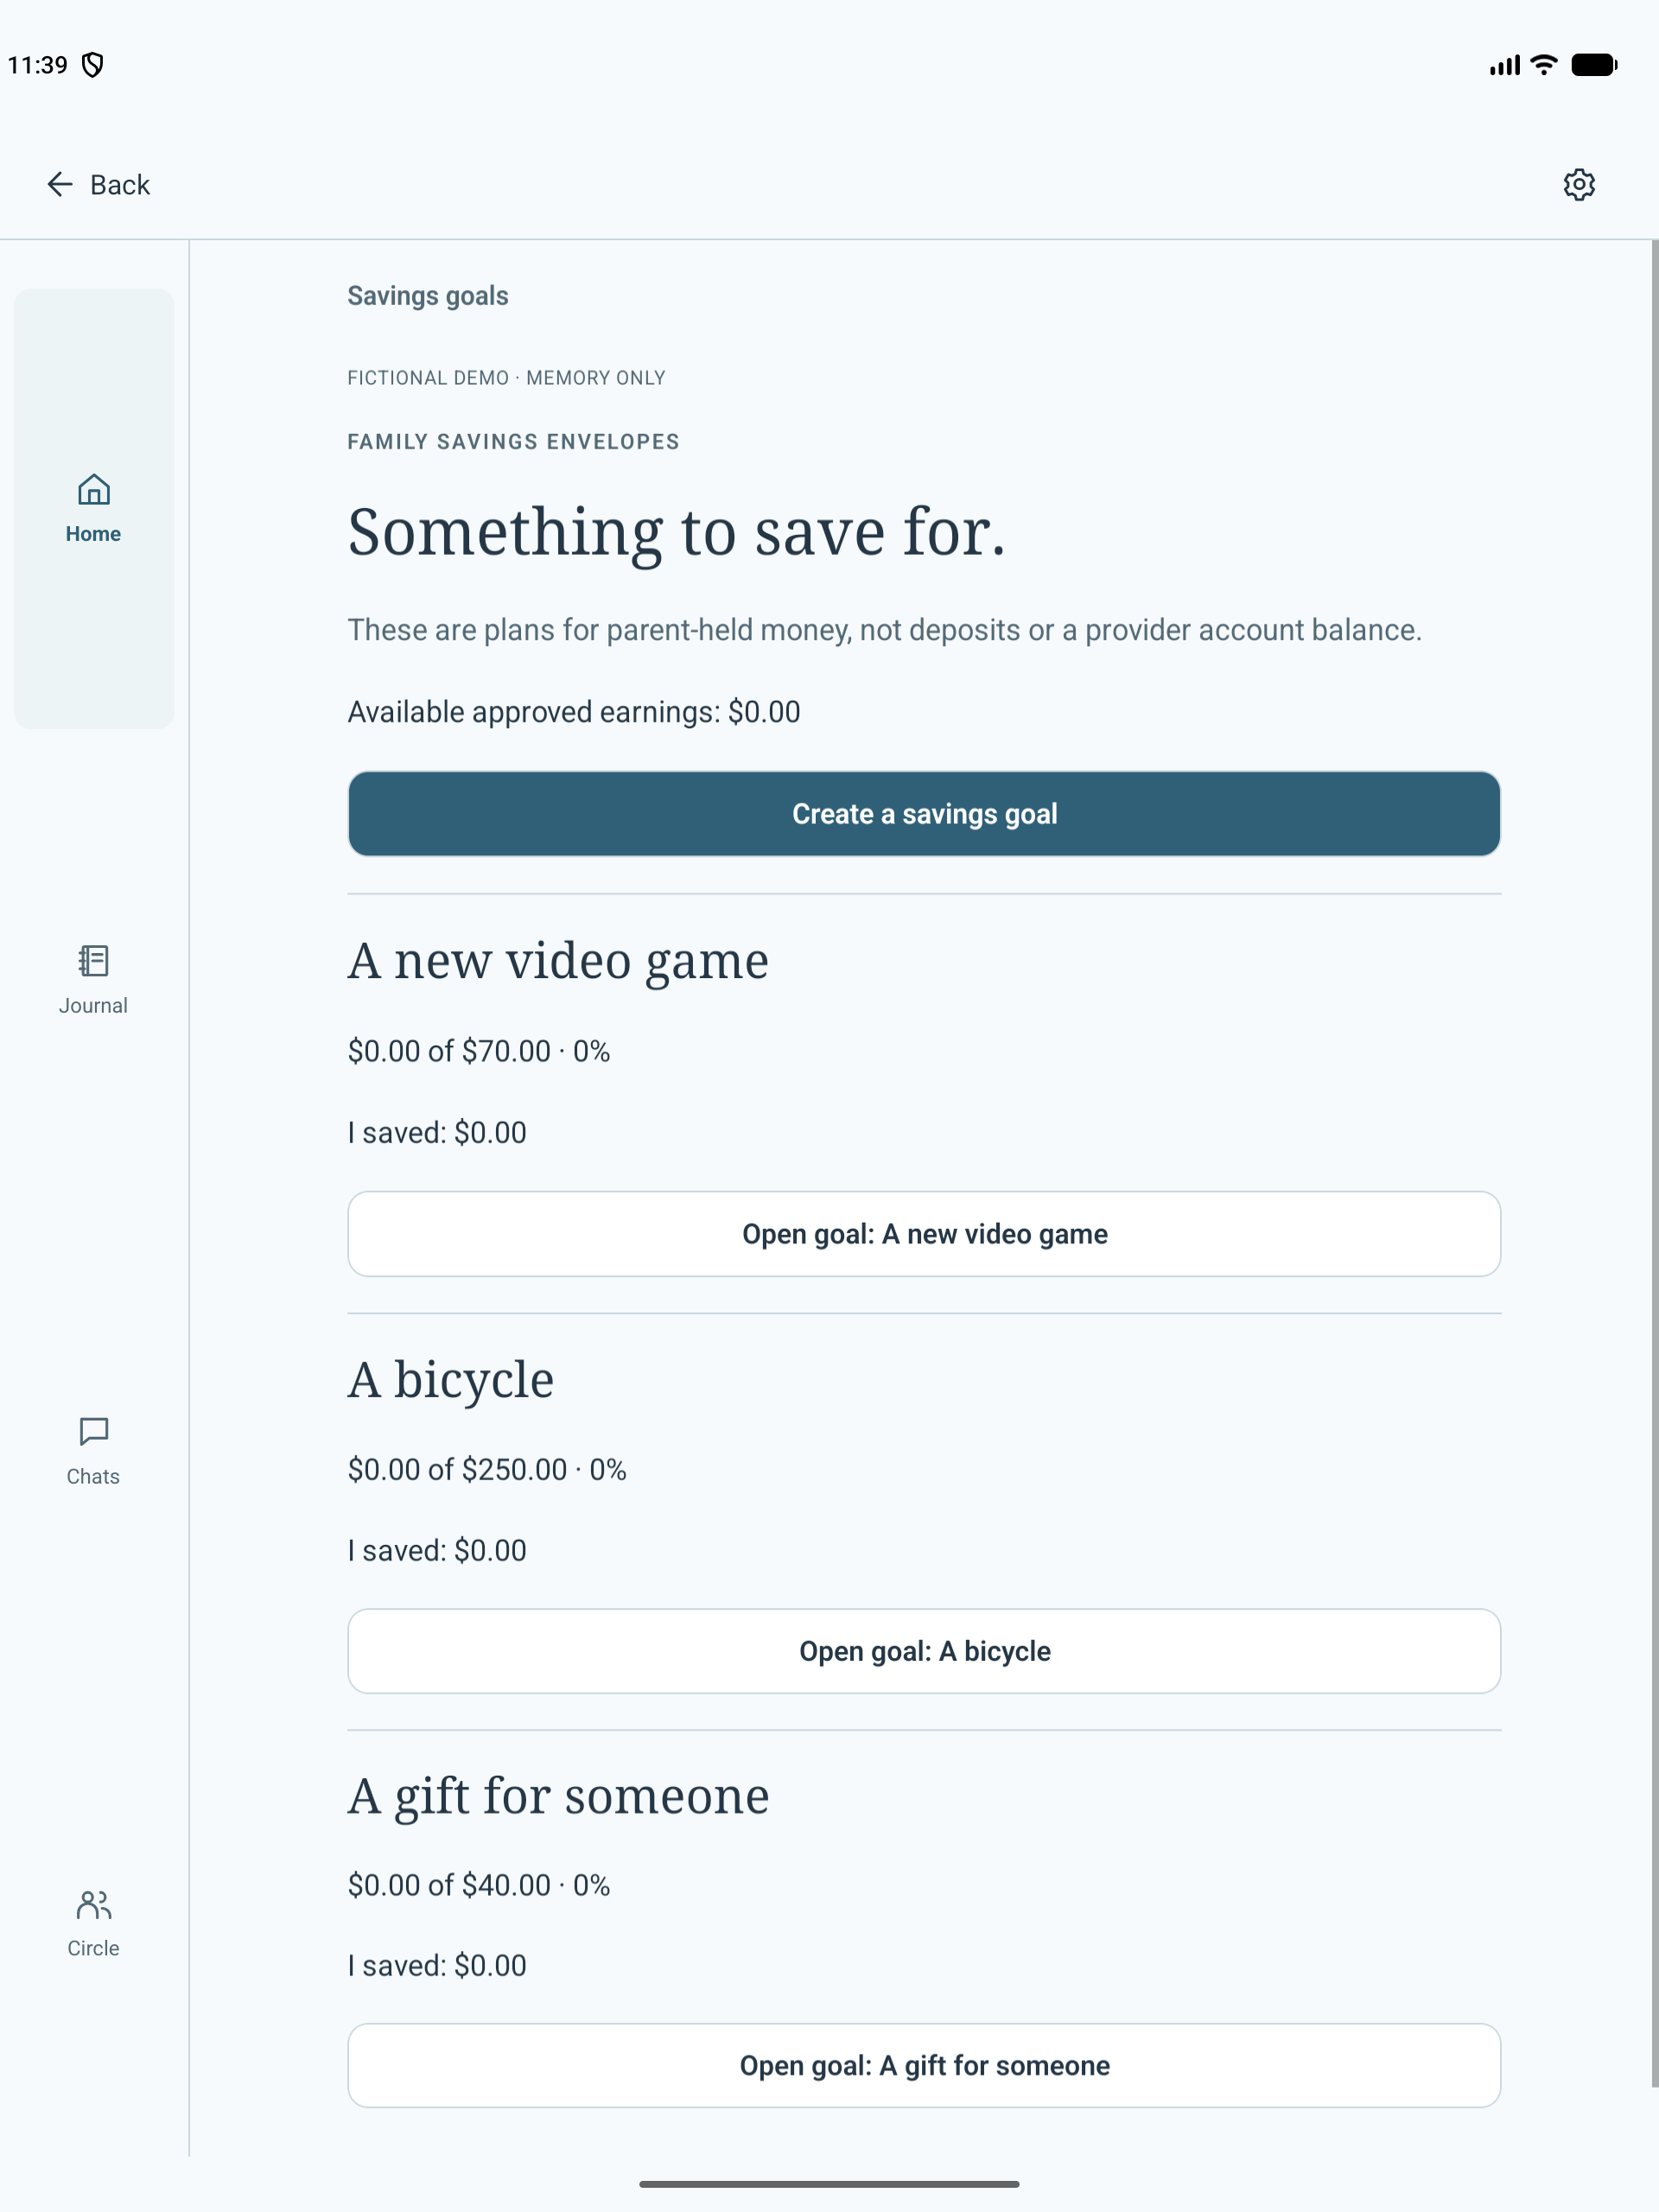 11:39
Back
Savings goals
FICTIONAL DEMO · MEMORY ONLY
FAMILY SAVINGS ENVELOPES
Something to save for.
These are plans for parent-held money, not deposits or a provider account balance.
Available approved earnings: $0.00
Create a savings goal
Home
A new video game
$0.00 of $70.00 · 0%
I saved: $0.00
Open goal: A new video game
Journal
A bicycle
$0.00 of $250.00 · 0%
I saved: $0.00
Open goal: A bicycle
Chats
A gift for someone
$0.00 of $40.00 · 0%
I saved: $0.00
Open goal: A gift for someone
Circle